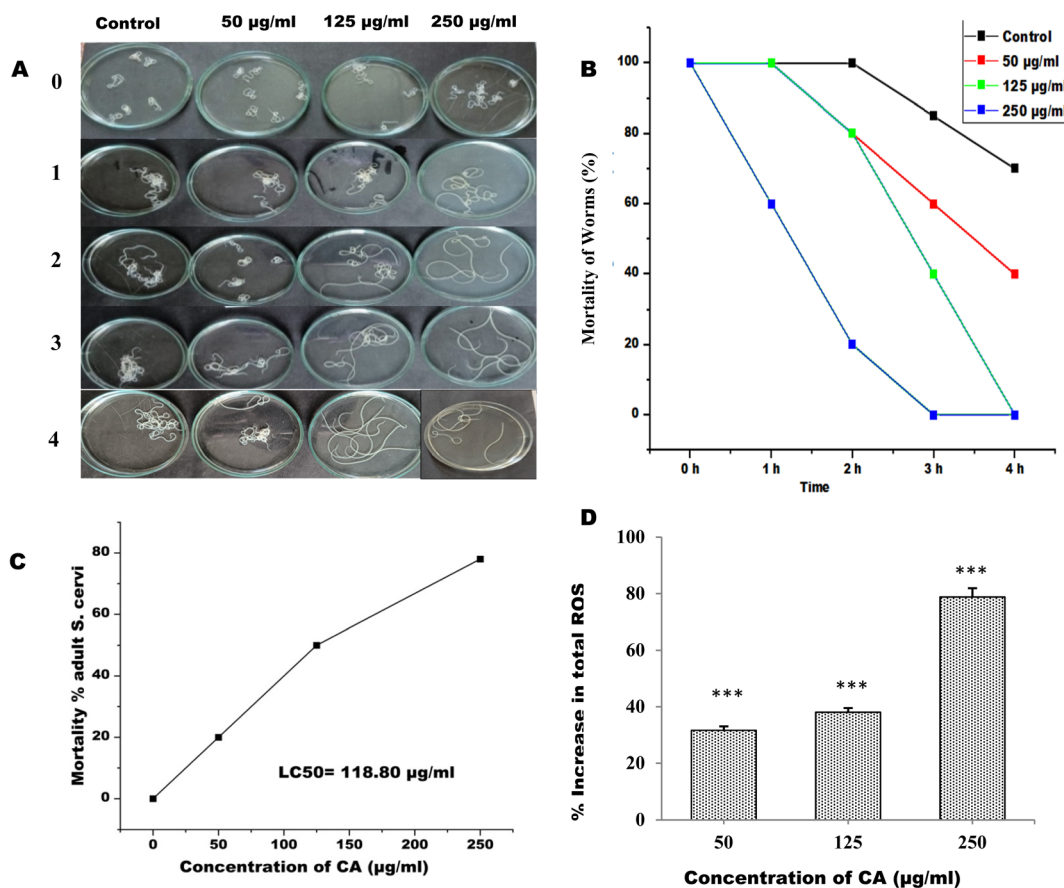 Control 50 µg/ml 125 µg/ml 250 µg/ml
A
0
1
2
3
4
B
Control
50 µg/ml
125 µg/ml
250 µg/ml
Mortality of Worms (%)
100
80
60
40
20
0
0 h 1 h 2 h 3 h 4 h
Time
C
Mortality % adult S. cervi
80
60
40
20
0
LC50= 118.80 µg/ml
0 50 100 150 200 250
Concentration of CA (µg/ml)
D
% Increase in total ROS
100
80
60
40
20
0
***
***
***
50 125 250
Concentration of CA (µg/ml)